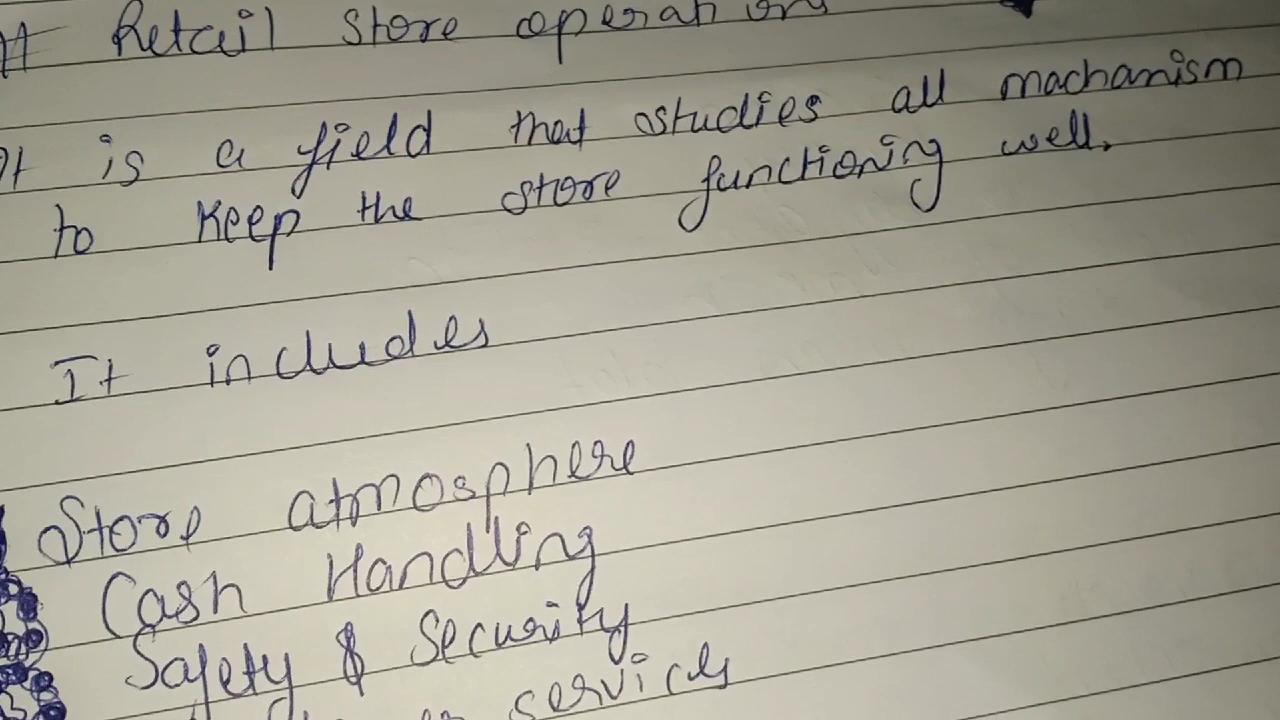 # Retail store operations
It is a field that studies all machanism
to keep the store functioning well.
It includes
Store atmosphere
Cash Handling
Safety & Security
services